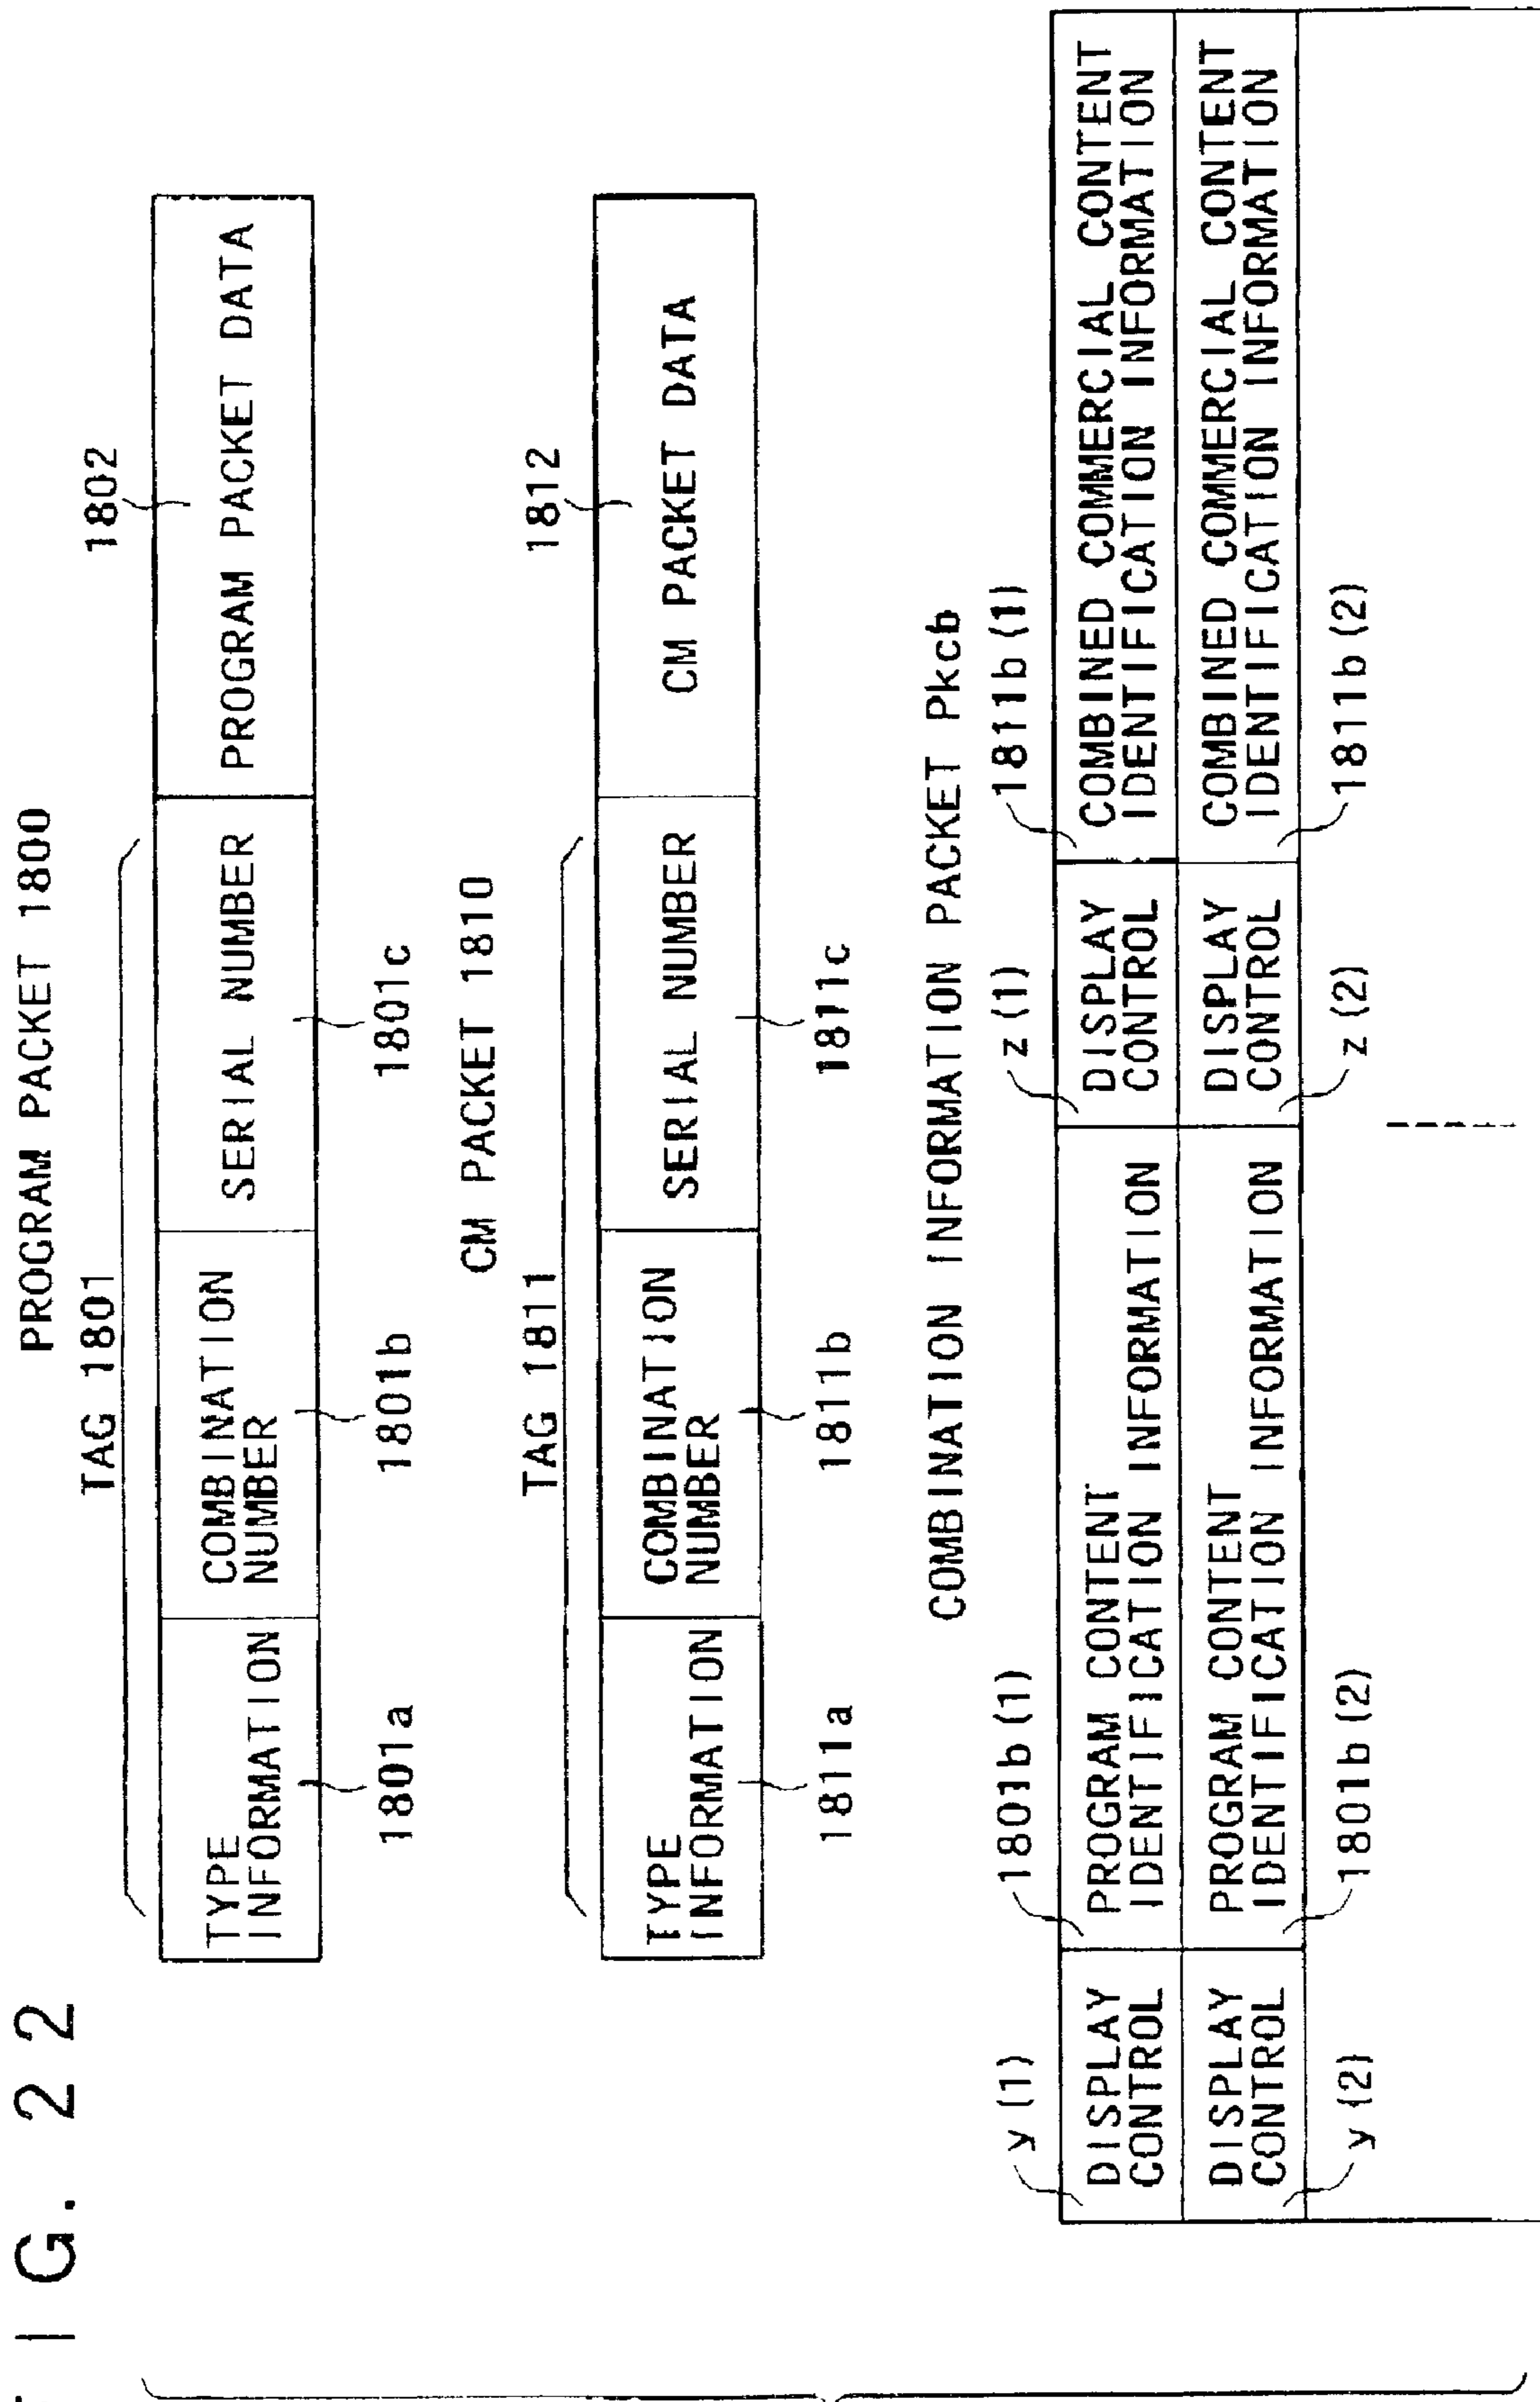 IG. 22
PROGRAM PACKET 1800
TAG 1801
1802
TYPE
INFORMATION
COMBINATION
NUMBER
SERIAL NUMBER
PROGRAM PACKET DATA
1801a
1801b
1801c
CM PACKET 1810
TAG 1811
1812
TYPE
INFORMATION
COMBINATION
NUMBER
SERIAL NUMBER
CM PACKET DATA
1811a
1811b
1811c
COMBINATION INFORMATION PACKET Pkcb
y (1)
1801b (1)
z (1)
1811b (1)
DISPLAY
CONTROL
PROGRAM CONTENT
IDENTIFICATION INFORMATION
DISPLAY
CONTROL
COMBINED COMMERCIAL CONTENT
IDENTIFICATION INFORMATION
DISPLAY
CONTROL
PROGRAM CONTENT
IDENTIFICATION INFORMATION
DISPLAY
CONTROL
COMBINED COMMERCIAL CONTENT
IDENTIFICATION INFORMATION
y (2)
1801b (2)
z (2)
1811b (2)